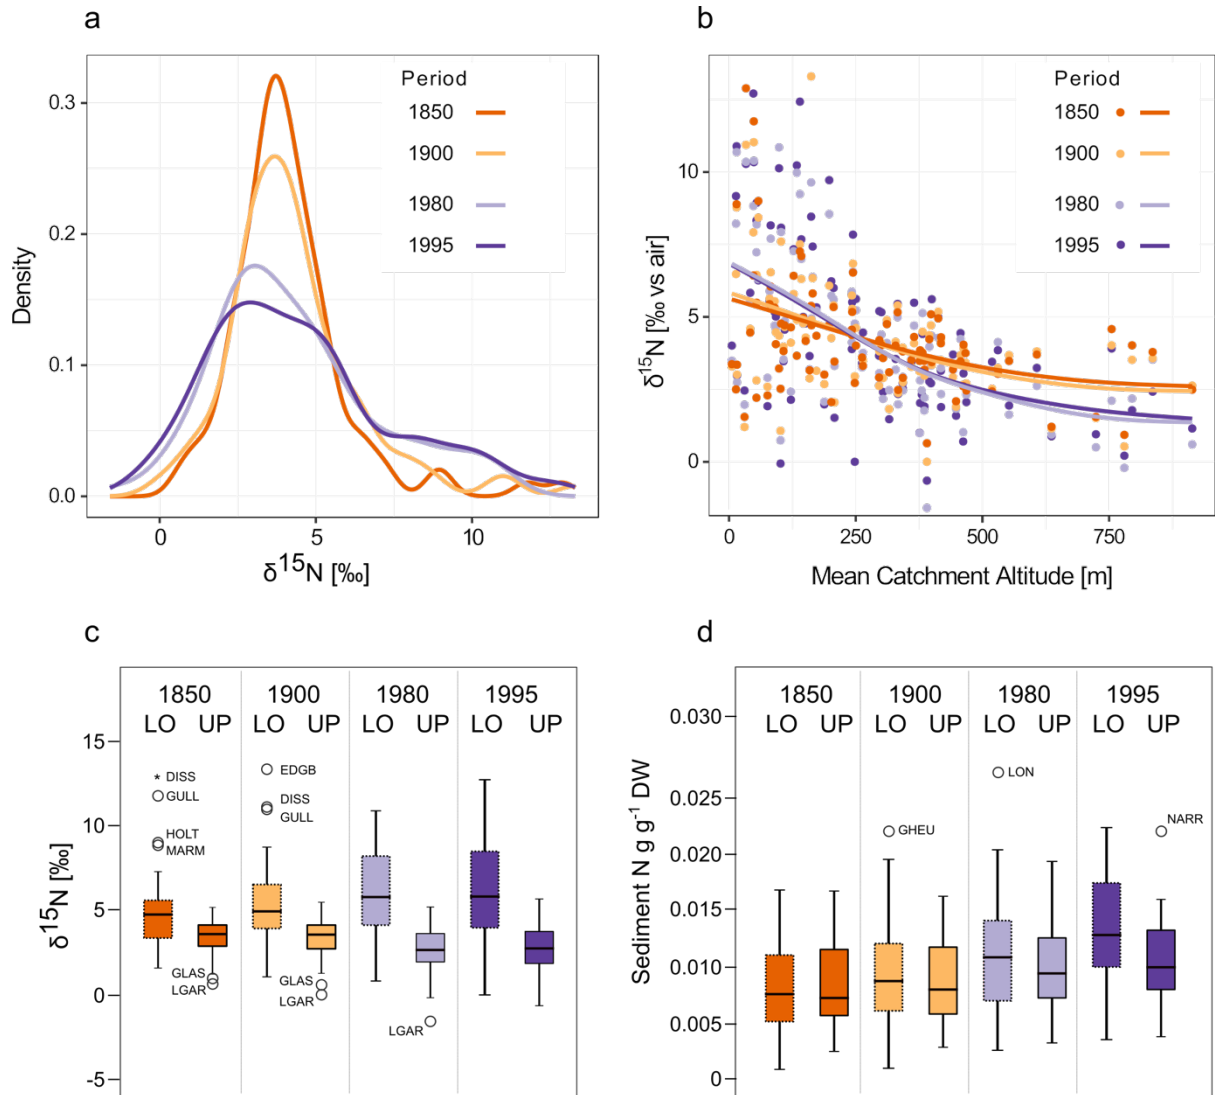 a
Period
1850
1900
1980
1995
0.3
0.2
0.1
0.0
Density
0
5
10
δ15N [‰]
b
Period
1850
1900
1980
1995
10
5
0
δ15N [‰ vs air]
0
250
500
750
Mean Catchment Altitude [m]
c
1850
1900
1980
1995
LO UP LO UP LO UP LO UP
15
10
5
0
-5
δ15N [‰]
* DISS
GULL
HOLT
MARM
GLAS
LGAR
EDGB
DISS
GULL
GLAS
LGAR
LGAR
d
1850
1900
1980
1995
LO UP LO UP LO UP LO UP
0.030
0.025
0.020
0.015
0.010
0.005
0
Sediment N g g-1 DW
GHEU
LON
NARR